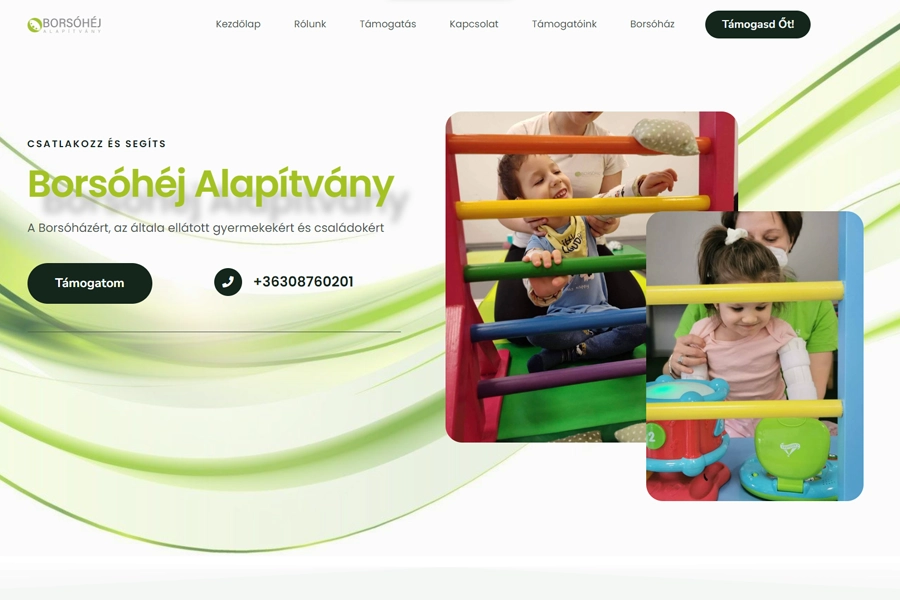 BORSÓHÉJ
ALAPÍTVÁNY
Kezdőlap
Rólunk
Támogatás
Kapcsolat
Támogatóink
Borsóház
Támogasd Őt!
CSATLAKOZZ ÉS SEGÍTS
Borsóhéj Alapítvány
A Borsóházért, az általa ellátott gyermekekért és családokért
Támogatom
+36308760201
2